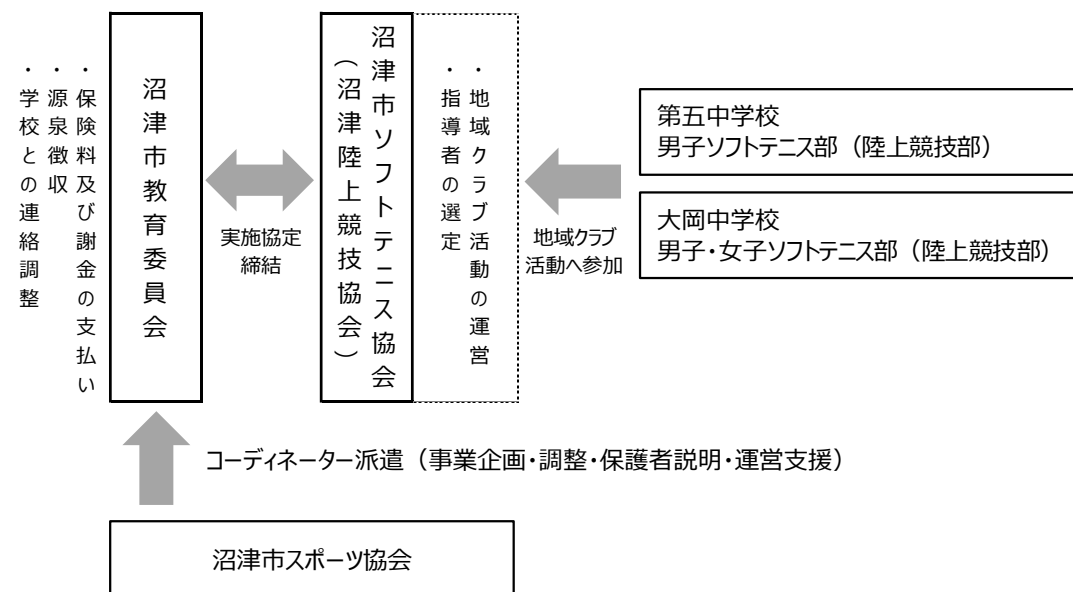 ・保険料及び謝金の支払い
・源泉徴収
・学校との連絡調整
沼津市教育委員会
実施協定
締結
沼津市ソフトテニス協会
（沼津陸上競技協会）
・地域クラブ活動の運営
・指導者の選定
地域クラブ
活動へ参加
第五中学校
男子ソフトテニス部（陸上競技部）
大岡中学校
男子・女子ソフトテニス部（陸上競技部）
コーディネーター派遣（事業企画・調整・保護者説明・運営支援）
沼津市スポーツ協会